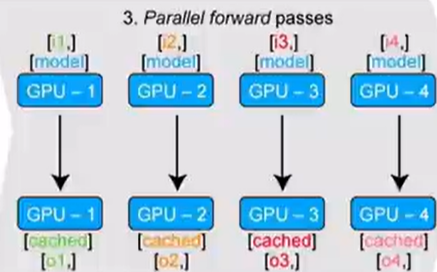 3. Parallel forward passes
[i1,] [i2,] [i3,] [i4,]
[model] [model] [model] [model]
GPU – 1 GPU – 2 GPU – 3 GPU – 4
GPU – 1 GPU – 2 GPU – 3 GPU – 4
[cached] [cached] [cached] [cached]
[o1,] [o2,] [o3,] [o4,]